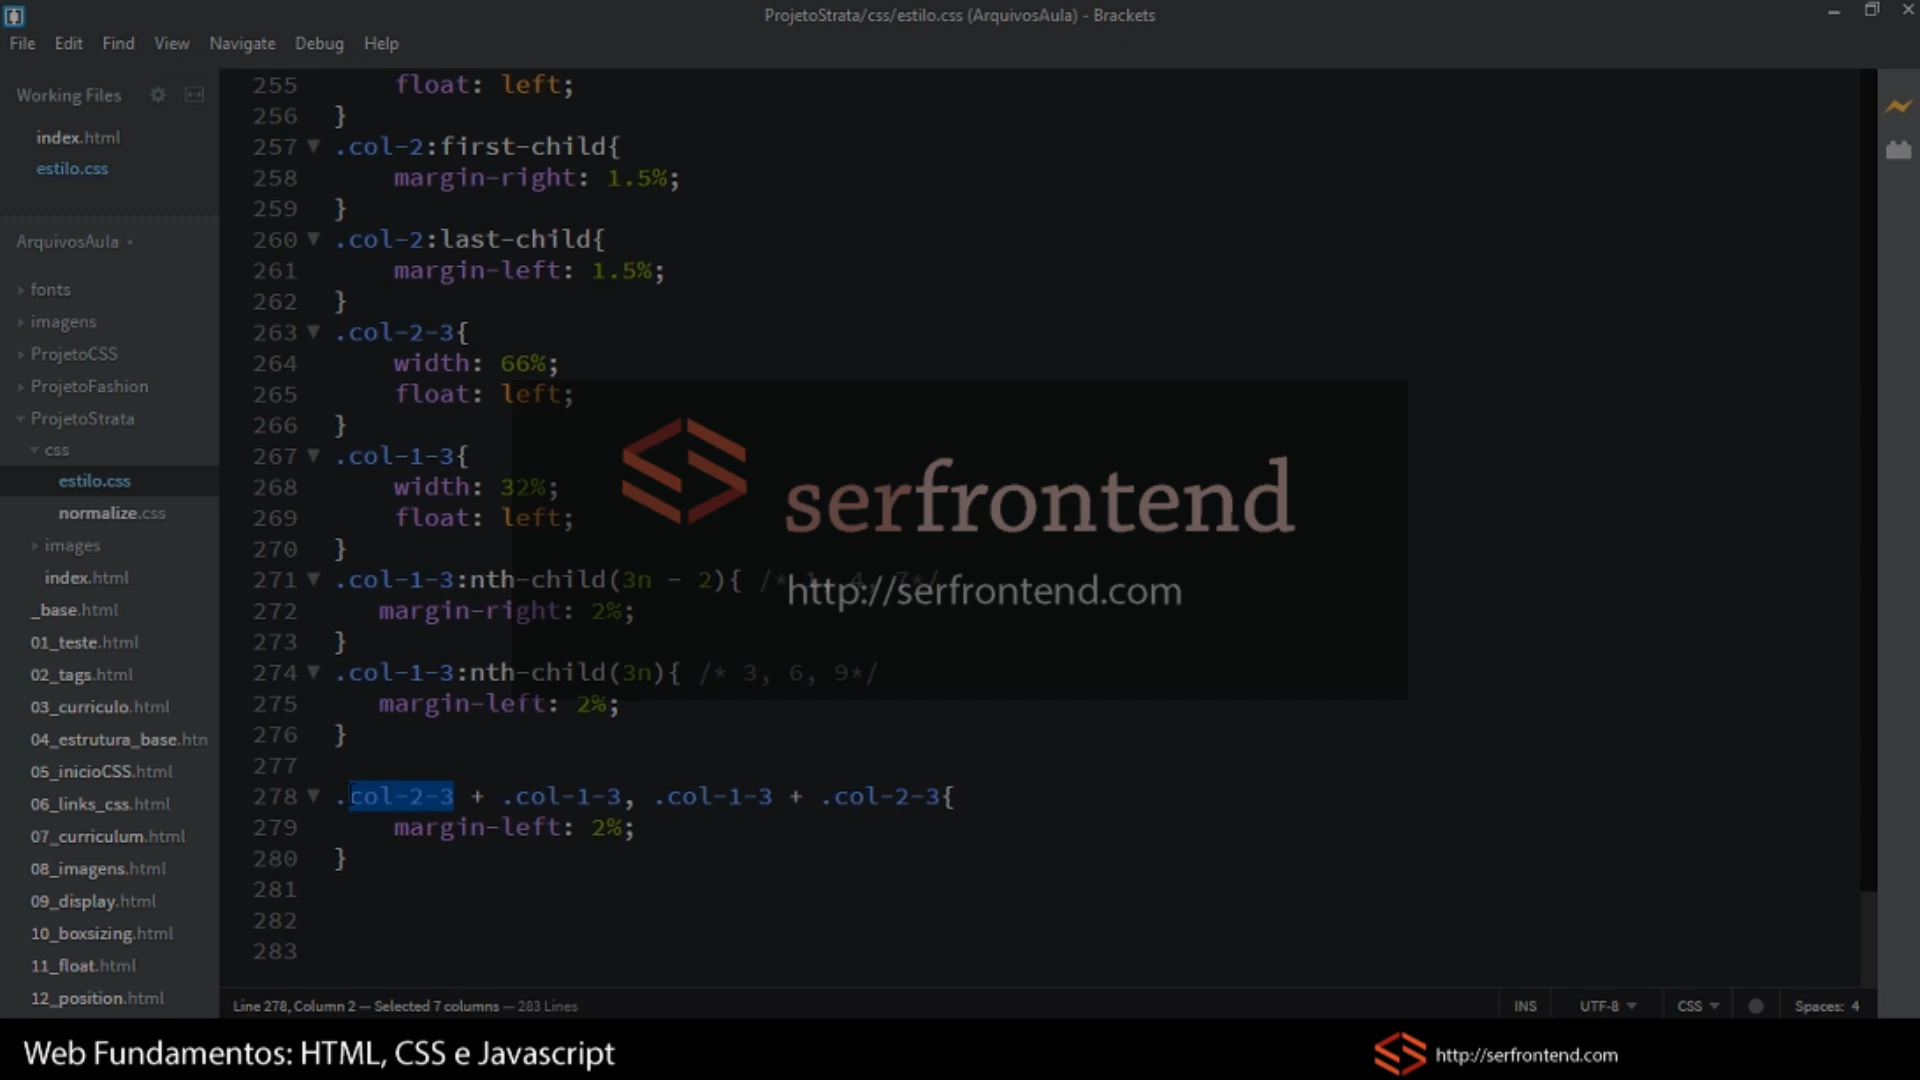 ProjetoStrata/css/estilo.css (ArquivosAula) - Brackets
File Edit Find View Navigate Debug Help
Working Files
index.html
estilo.css
ArquivosAula
fonts
imagens
ProjetoCSS
ProjetoFashion
ProjetoStrata
css
estilo.css
normalize.css
images
index.html
_base.html
01_teste.html
02_tags.html
03_curriculo.html
04_estrutura_base.htn
05_inicioCSS.html
06_links_css.html
07_curriculum.html
08_imagens.html
09_display.html
10_boxsizing.html
11_float.html
12_position.html
255 float: left;
256 }
257 .col-2:first-child{
258 margin-right: 1.5%;
259 }
260 .col-2:last-child{
261 margin-left: 1.5%;
262 }
263 .col-2-3{
264 width: 66%;
265 float: left;
266 }
267 .col-1-3{
268 width: 32%;
269 float: left;
270 }
271 .col-1-3:nth-child(3n - 2){ /* 1, 4, 7*/
272 margin-right: 2%;
273 }
274 .col-1-3:nth-child(3n){ /* 3, 6, 9*/
275 margin-left: 2%;
276 }
277
278 .col-2-3 + .col-1-3, .col-1-3 + .col-2-3{
279 margin-left: 2%;
280 }
281
282
283
serfrontend
http://serfrontend.com
Line 278, Column 2 — Selected 7 columns — 283 Lines
INS UTF-8 CSS Spaces: 4
Web Fundamentos: HTML, CSS e Javascript
http://serfrontend.com